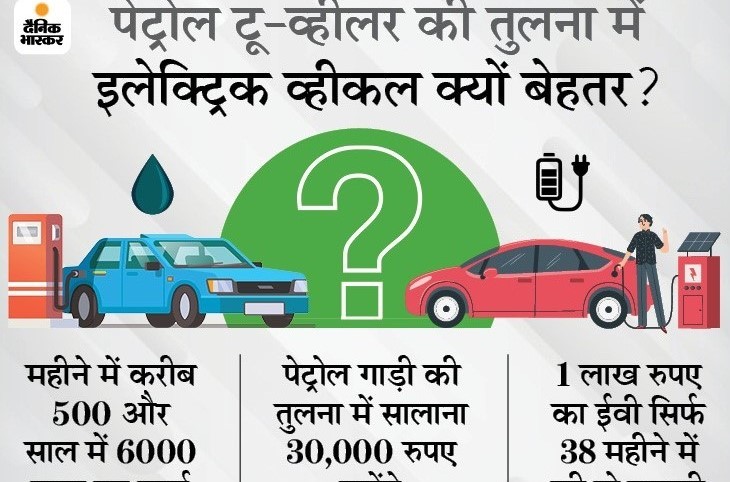 दैनिक
भास्कर
पेट्रोल टू-व्हीलर की तुलना में
इलेक्ट्रिक व्हीकल क्यों बेहतर?
?
महीने में करीब
500 और
साल में 6000
पेट्रोल गाड़ी की
तुलना में सालाना
30,000 रुपए
1 लाख रुपए
का ईवी सिर्फ
38 महीने में